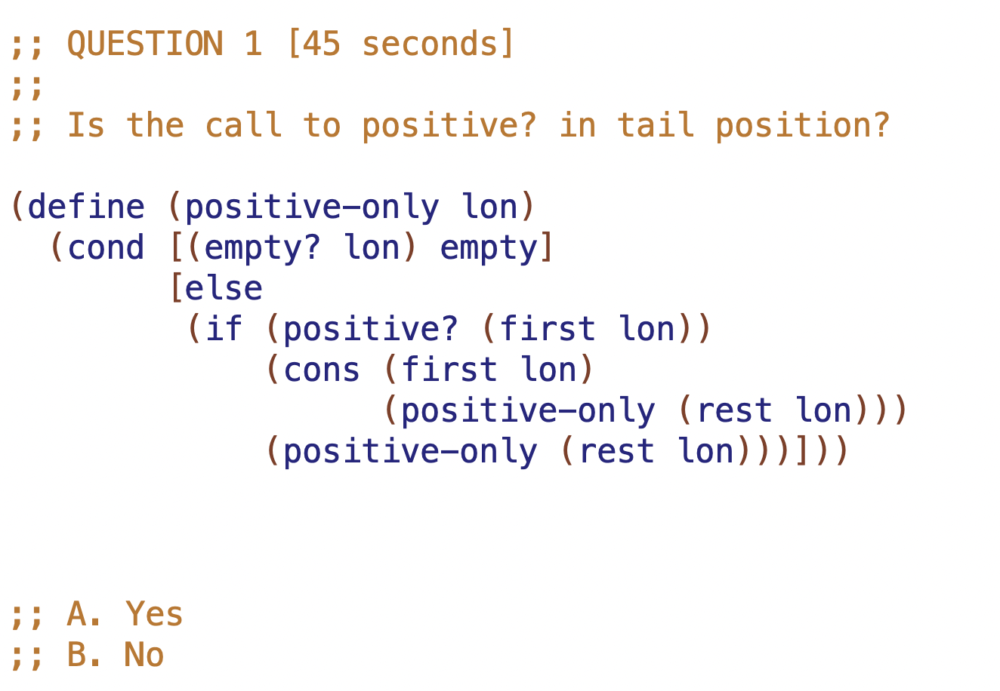 ;; QUESTION 1 [45 seconds]
;;
;; Is the call to positive? in tail position?
(define (positive-only lon)
  (cond [(empty? lon) empty]
        [else
         (if (positive? (first lon))
             (cons (first lon)
                   (positive-only (rest lon)))
             (positive-only (rest lon)))]))
;; A. Yes
;; B. No